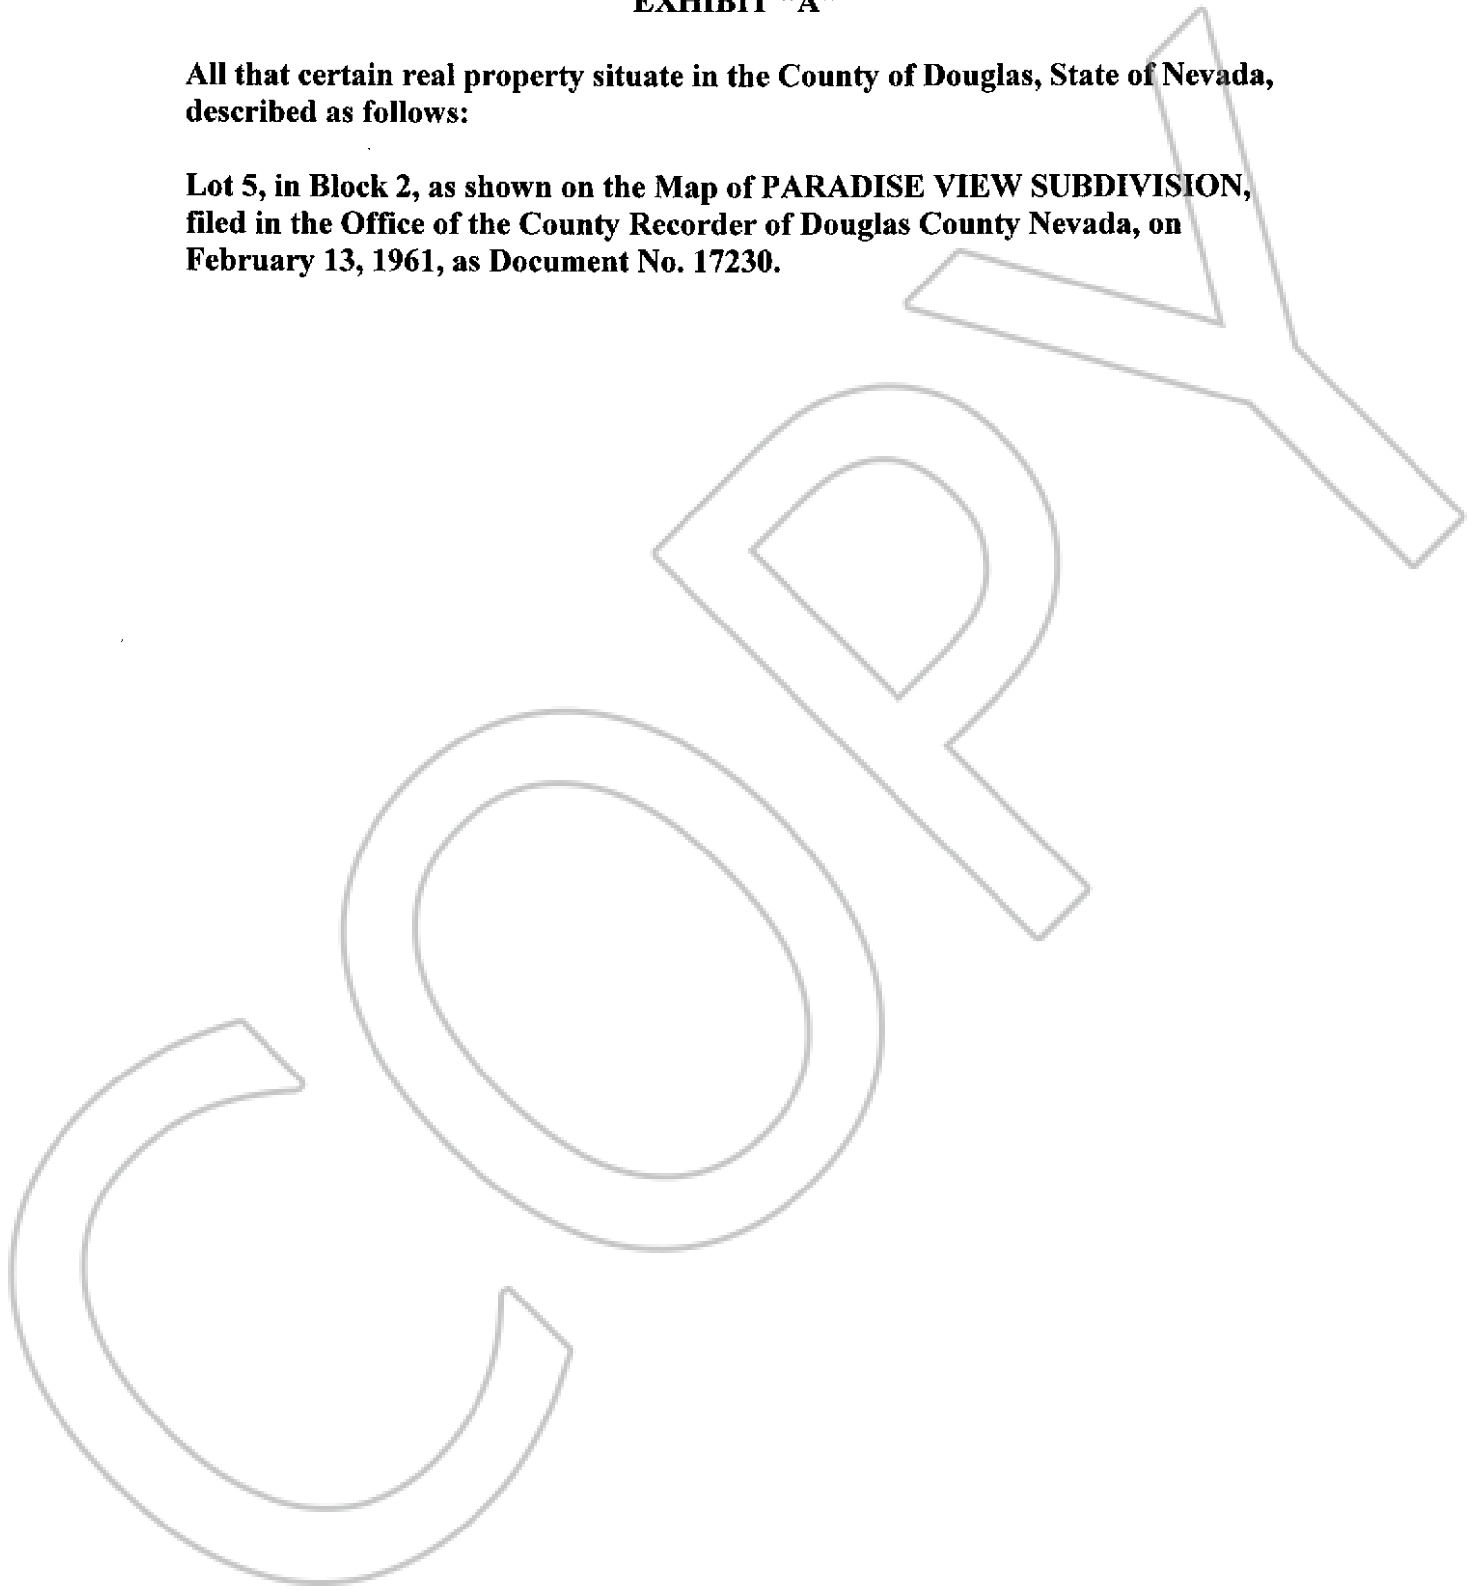 EXHIBIT "A"
All that certain real property situate in the County of Douglas, State of Nevada,
described as follows:
Lot 5, in Block 2, as shown on the Map of PARADISE VIEW SUBDIVISION,
filed in the Office of the County Recorder of Douglas County Nevada, on
February 13, 1961, as Document No. 17230.
COPY